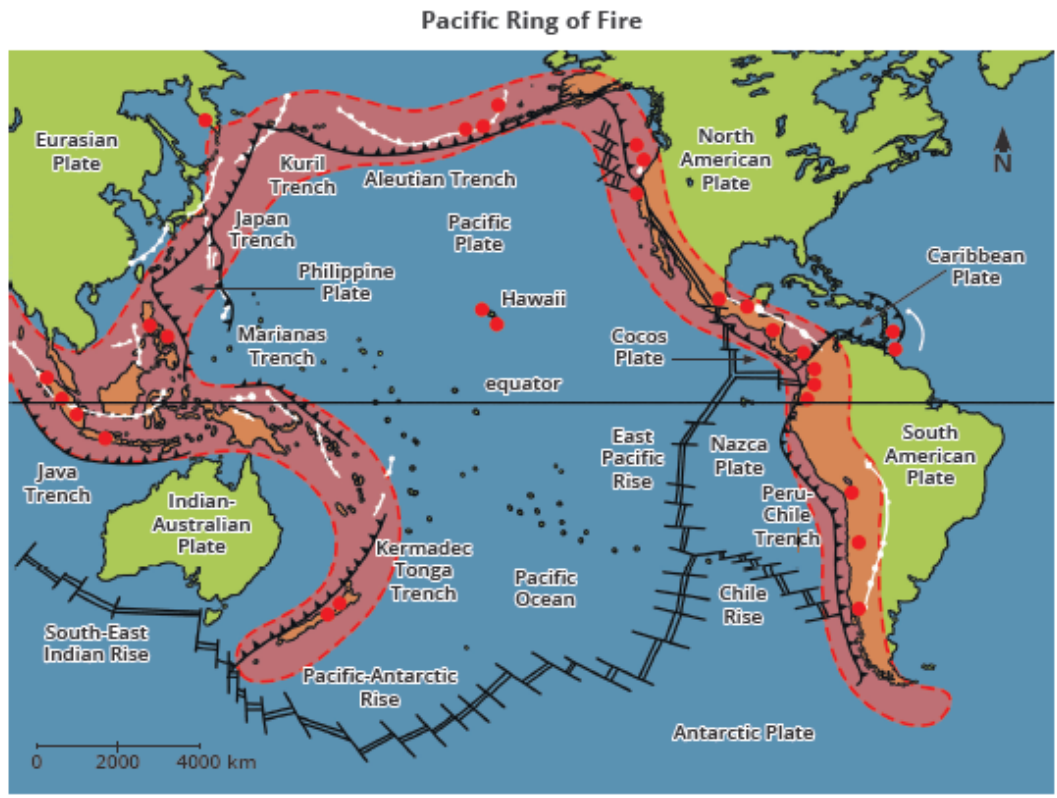 Pacific Ring of Fire
Eurasian
Plate
Kuril
Trench
Aleutian Trench
North
American
Plate
N
Japan
Trench
Pacific
Plate
Philippine
Plate
Hawaii
Caribbean
Plate
Marianas
Trench
Cocos
Plate
equator
Java
Trench
Indian-
Australian
Plate
East
Pacific
Rise
Nazca
Plate
South
American
Plate
Peru-
Chile
Trench
Kermadec
Tonga
Trench
Pacific
Ocean
Chile
Rise
South-East
Indian Rise
Pacific-Antarctic
Rise
Antarctic Plate
0 2000 4000 km